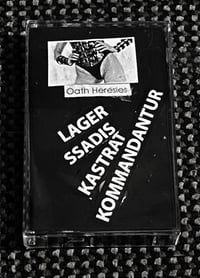 Oath Heresies
LAGER
SSADIS
KASTRAT
KOMMANDANTUR